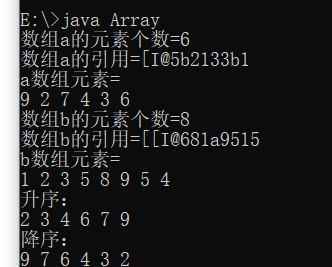 E:\>java Array
数组a的元素个数=6
数组a的引用=[I@5b2133b1
a数组元素=
9 2 7 4 3 6
数组b的元素个数=8
数组b的引用=[[I@681a9515
b数组元素=
1 2 3 5 8 9 5 4
升序：
2 3 4 6 7 9
降序：
9 7 6 4 3 2